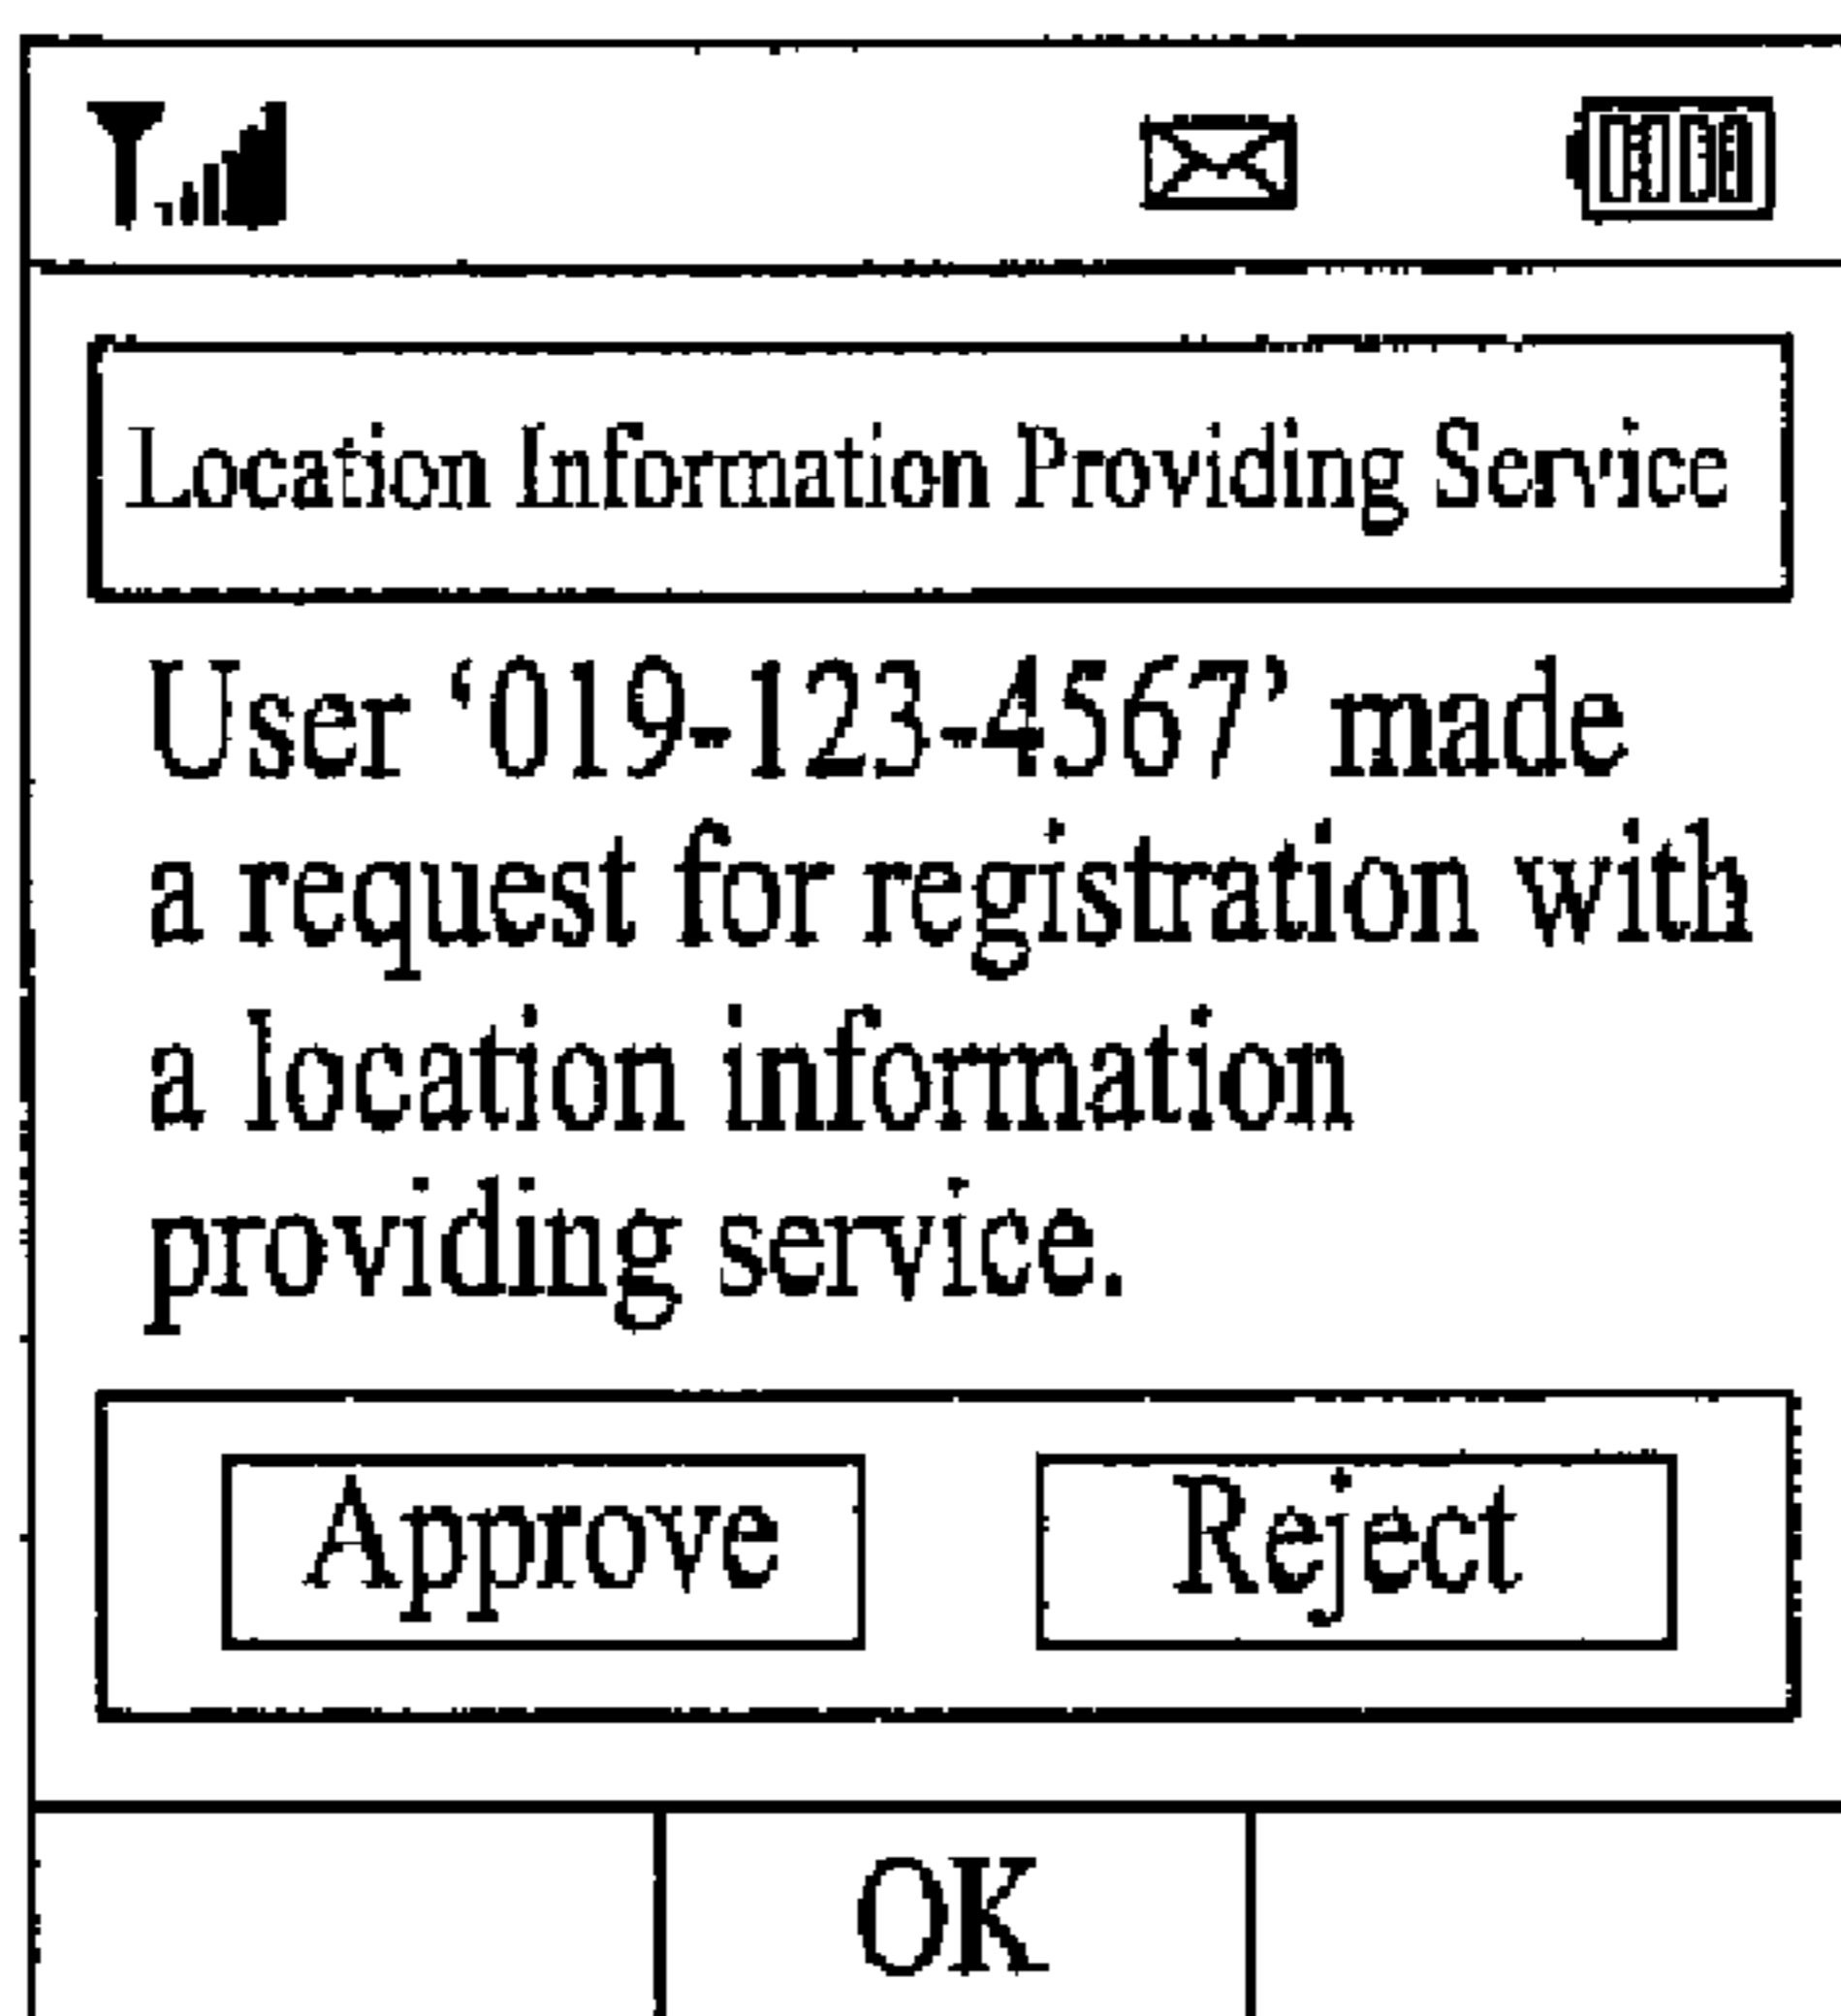 Location Information Providing Service
User ‘019-123-4567’ made
a request for registration with
a location information
providing service.
Approve Reject
OK